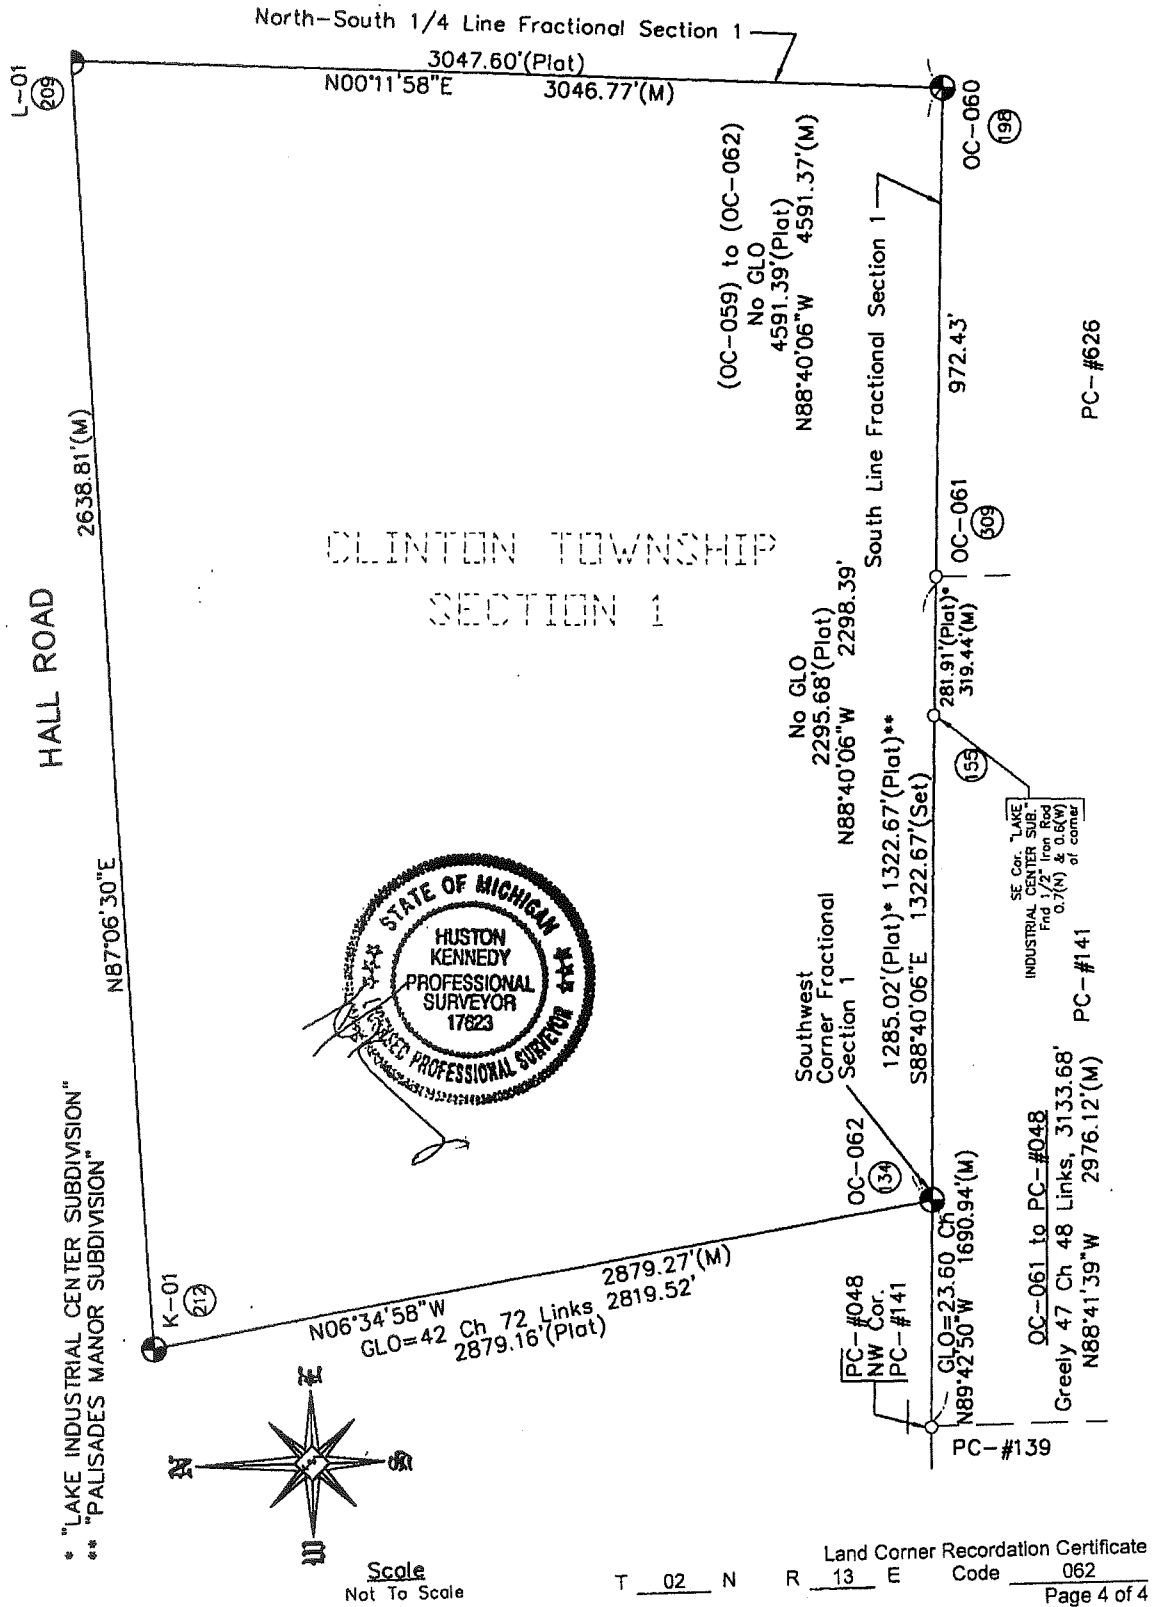 North-South 1/4 Line Fractional Section 1
3047.60'(Plat)
N00°11'58"E 3046.77'(M)
L-01
209
OC-060
198
(OC-059) to (OC-062)
No GLO
4591.39'(Plat)
N88°40'06"W 4591.37'(M)
South Line Fractional Section 1
972.43'
PC-#626
2638.81'(M)
N87°06'30"E
HALL ROAD
CLINTON TOWNSHIP
SECTION 1
OC-061
309
281.91'(Plat)*
319.44'(M)
No GLO
2295.68'(Plat)
N88°40'06"W 2298.39'
155
SE Cor. "LAKE
INDUSTRIAL CENTER SUB."
Fnd 1/2" Iron Rod
0.7(N) & 0.6(W)
of corner
1285.02'(Plat)* 1322.67'(Plat)**
S88°40'06"E 1322.67'(Set)
PC-#141
STATE OF MICHIGAN
HUSTON
KENNEDY
PROFESSIONAL
SURVEYOR
17623
LICENSED PROFESSIONAL SURVEYOR
Southwest
Corner Fractional
Section 1
OC-062
134
K-01
212
2879.27'(M)
N06°34'58"W
GLO=42 Ch 72 Links 2819.52'
2879.16'(Plat)
PC-#048
NW Cor.
PC-#141
GLO=23.60 Ch
N89°42'50"W 1690.94'(M)
OC-061 to PC-#048
Greely 47 Ch 48 Links, 3133.68'
N88°41'39"W 2976.12'(M)
PC-#139
* "LAKE INDUSTRIAL CENTER SUBDIVISION"
** "PALISADES MANOR SUBDIVISION"
N
E
S
W
Scale
Not To Scale
Land Corner Recordation Certificate
T 02 N R 13 E Code 062
Page 4 of 4